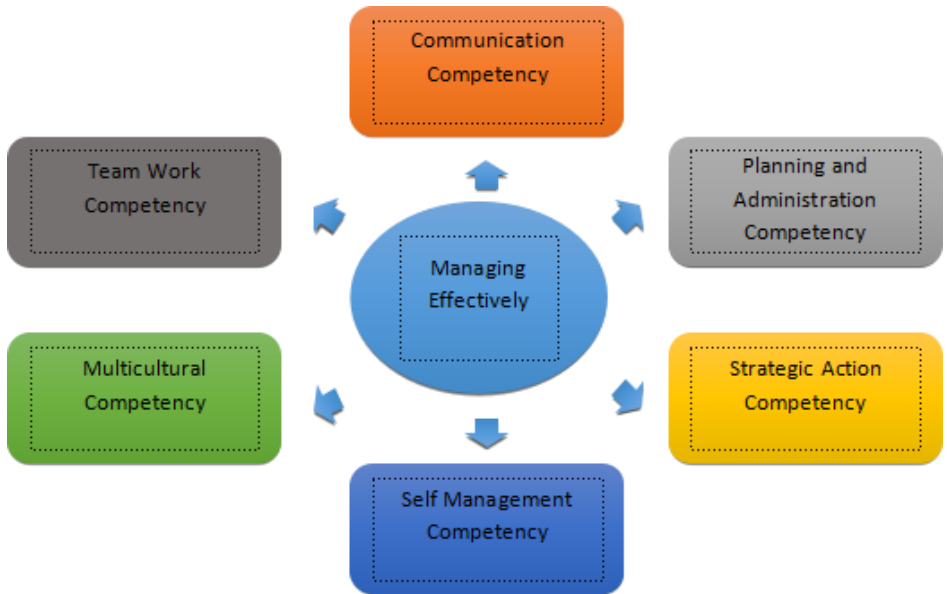 Communication
Competency
Team Work
Competency
Planning and
Administration
Competency
Managing
Effectively
Multicultural
Competency
Strategic Action
Competency
Self Management
Competency